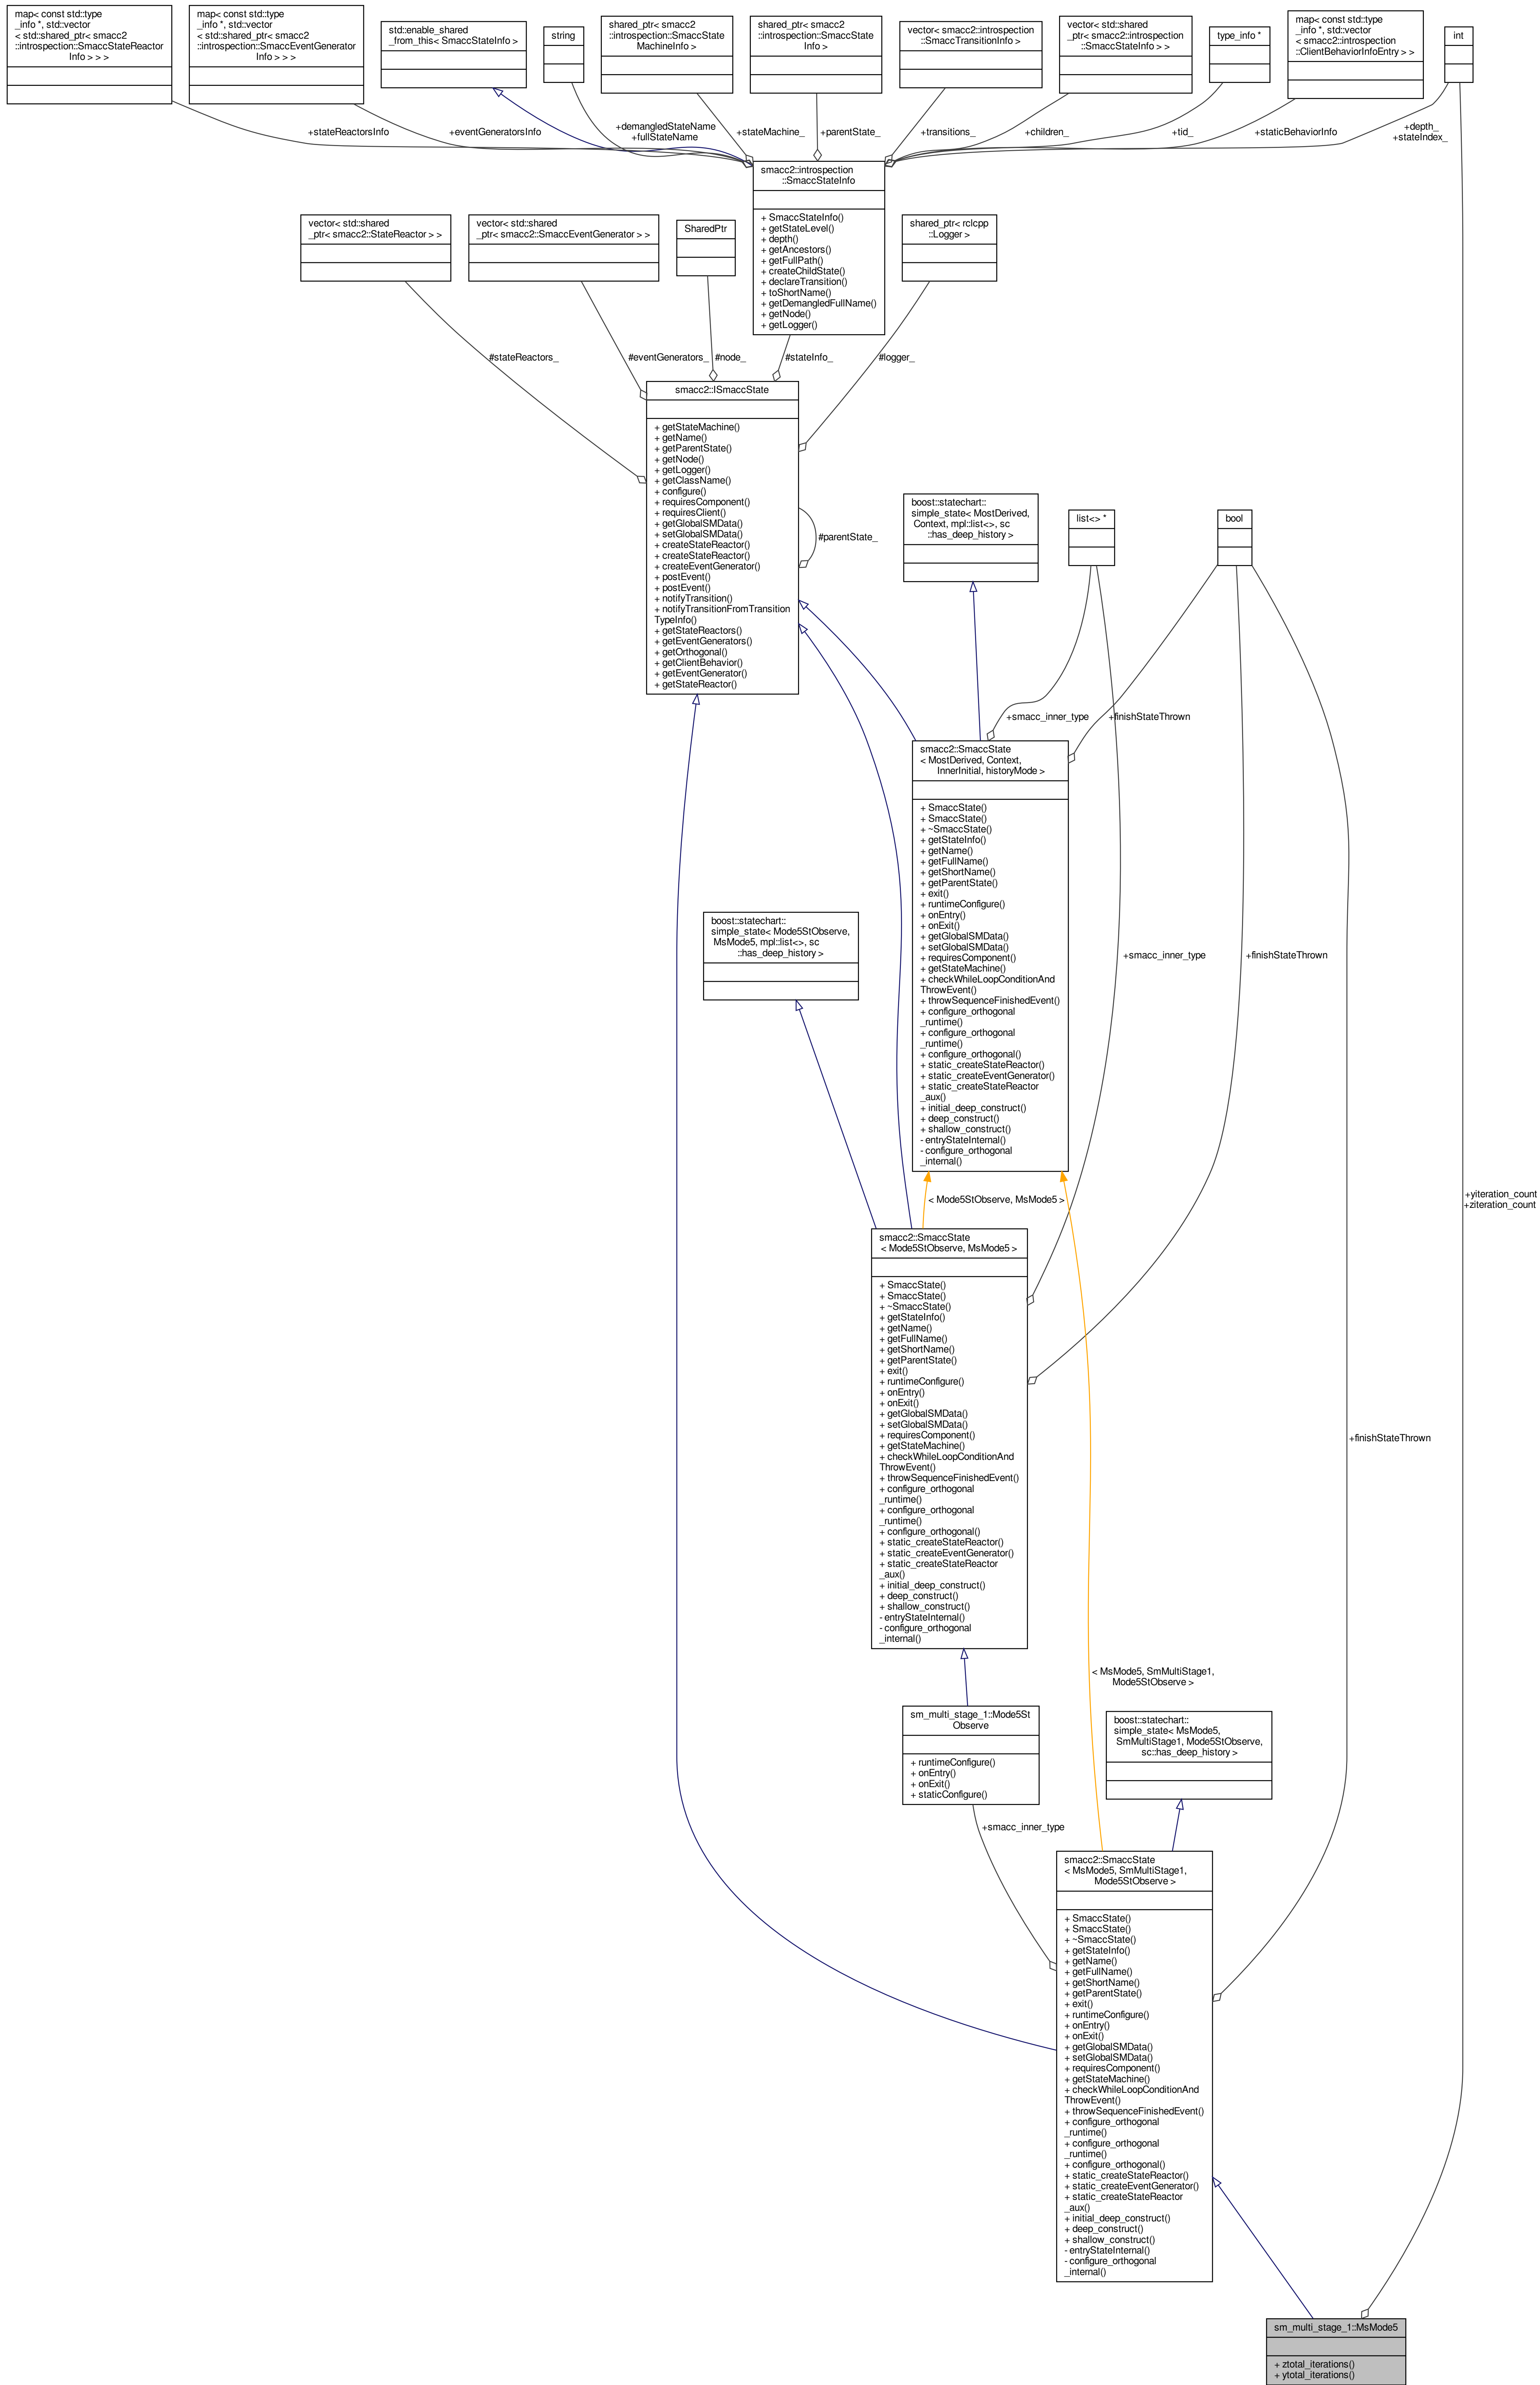 map< const std::type
_info *, std::vector
< std::shared_ptr< smacc2
::introspection::SmaccStateReactor
Info > > >
map< const std::type
_info *, std::vector
< std::shared_ptr< smacc2
::introspection::SmaccEventGenerator
Info > > >
std::enable_shared
_from_this< SmaccStateInfo >
string
shared_ptr< smacc2
::introspection::SmaccState
MachineInfo >
shared_ptr< smacc2
::introspection::SmaccState
Info >
vector< smacc2::introspection
::SmaccTransitionInfo >
vector< std::shared
_ptr< smacc2::introspection
::SmaccStateInfo > >
type_info *
map< const std::type
_info *, std::vector
< smacc2::introspection
::ClientBehaviorInfoEntry > >
int
+stateReactorsInfo
+eventGeneratorsInfo
+demangledStateName
+fullStateName
+stateMachine_
+parentState_
+transitions_
+children_
+tid_
+staticBehaviorInfo
+depth_
+stateIndex_
smacc2::introspection
::SmaccStateInfo
+ SmaccStateInfo()
+ getStateLevel()
+ depth()
+ getAncestors()
+ getFullPath()
+ createChildState()
+ declareTransition()
+ toShortName()
+ getDemangledFullName()
+ getNode()
+ getLogger()
vector< std::shared
_ptr< smacc2::StateReactor > >
vector< std::shared
_ptr< smacc2::SmaccEventGenerator > >
SharedPtr
shared_ptr< rclcpp
::Logger >
#stateReactors_
#eventGenerators_
#node_
#stateInfo_
#logger_
smacc2::ISmaccState
+ getStateMachine()
+ getName()
+ getParentState()
+ getNode()
+ getLogger()
+ getClassName()
+ configure()
+ requiresComponent()
+ requiresClient()
+ getGlobalSMData()
+ setGlobalSMData()
+ createStateReactor()
+ createStateReactor()
+ createEventGenerator()
+ postEvent()
+ postEvent()
+ notifyTransition()
+ notifyTransitionFromTransition
TypeInfo()
+ getStateReactors()
+ getEventGenerators()
+ getOrthogonal()
+ getClientBehavior()
+ getEventGenerator()
+ getStateReactor()
#parentState_
boost::statechart::
simple_state< MostDerived,
Context, mpl::list<>, sc
::has_deep_history >
list<> *
bool
+smacc_inner_type
+finishStateThrown
smacc2::SmaccState
< MostDerived, Context,
InnerInitial, historyMode >
+ SmaccState()
+ SmaccState()
+ ~SmaccState()
+ getStateInfo()
+ getName()
+ getFullName()
+ getShortName()
+ getParentState()
+ exit()
+ runtimeConfigure()
+ onEntry()
+ onExit()
+ getGlobalSMData()
+ setGlobalSMData()
+ requiresComponent()
+ getStateMachine()
+ checkWhileLoopConditionAnd
ThrowEvent()
+ throwSequenceFinishedEvent()
+ configure_orthogonal
_runtime()
+ configure_orthogonal
_runtime()
+ configure_orthogonal()
+ static_createStateReactor()
+ static_createEventGenerator()
+ static_createStateReactor
_aux()
+ initial_deep_construct()
+ deep_construct()
+ shallow_construct()
- entryStateInternal()
- configure_orthogonal
_internal()
boost::statechart::
simple_state< Mode5StObserve,
MsMode5, mpl::list<>, sc
::has_deep_history >
+smacc_inner_type
+finishStateThrown
< Mode5StObserve, MsMode5 >
+yiteration_count
+ziteration_count
smacc2::SmaccState
< Mode5StObserve, MsMode5 >
+ SmaccState()
+ SmaccState()
+ ~SmaccState()
+ getStateInfo()
+ getName()
+ getFullName()
+ getShortName()
+ getParentState()
+ exit()
+ runtimeConfigure()
+ onEntry()
+ onExit()
+ getGlobalSMData()
+ setGlobalSMData()
+ requiresComponent()
+ getStateMachine()
+ checkWhileLoopConditionAnd
ThrowEvent()
+ throwSequenceFinishedEvent()
+ configure_orthogonal
_runtime()
+ configure_orthogonal
_runtime()
+ configure_orthogonal()
+ static_createStateReactor()
+ static_createEventGenerator()
+ static_createStateReactor
_aux()
+ initial_deep_construct()
+ deep_construct()
+ shallow_construct()
- entryStateInternal()
- configure_orthogonal
_internal()
+finishStateThrown
< MsMode5, SmMultiStage1,
Mode5StObserve >
sm_multi_stage_1::Mode5St
Observe
+ runtimeConfigure()
+ onEntry()
+ onExit()
+ staticConfigure()
boost::statechart::
simple_state< MsMode5,
SmMultiStage1, Mode5StObserve,
sc::has_deep_history >
+smacc_inner_type
smacc2::SmaccState
< MsMode5, SmMultiStage1,
Mode5StObserve >
+ SmaccState()
+ SmaccState()
+ ~SmaccState()
+ getStateInfo()
+ getName()
+ getFullName()
+ getShortName()
+ getParentState()
+ exit()
+ runtimeConfigure()
+ onEntry()
+ onExit()
+ getGlobalSMData()
+ setGlobalSMData()
+ requiresComponent()
+ getStateMachine()
+ checkWhileLoopConditionAnd
ThrowEvent()
+ throwSequenceFinishedEvent()
+ configure_orthogonal
_runtime()
+ configure_orthogonal
_runtime()
+ configure_orthogonal()
+ static_createStateReactor()
+ static_createEventGenerator()
+ static_createStateReactor
_aux()
+ initial_deep_construct()
+ deep_construct()
+ shallow_construct()
- entryStateInternal()
- configure_orthogonal
_internal()
sm_multi_stage_1::MsMode5
+ ztotal_iterations()
+ ytotal_iterations()